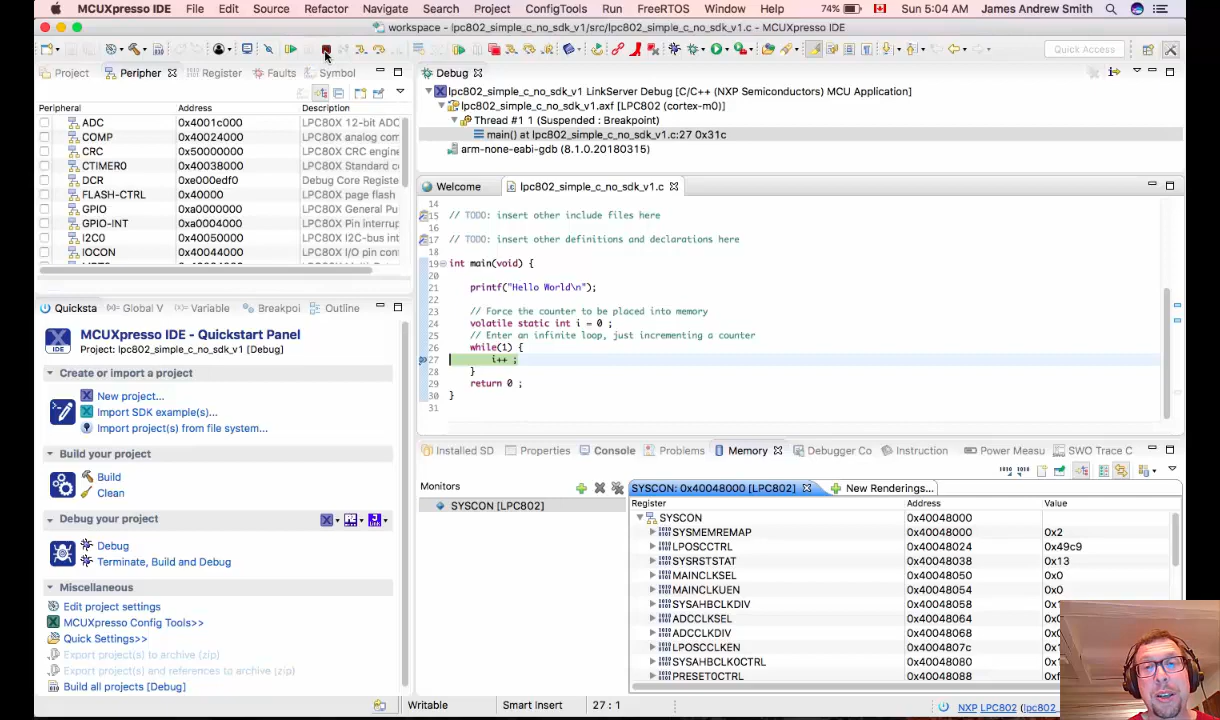 MCUXpresso IDE File Edit Source Refactor Navigate Search Project ConfigTools Run FreeRTOS Window Help 74% Sun 5:04 AM James Andrew Smith
workspace - lpc802_simple_c_no_sdk_v1/src/lpc802_simple_c_no_sdk_v1.c - MCUXpresso IDE
Quick Access
Project Peripher Register Faults Symbol
Peripheral Address Description
ADC 0x4001c000 LPC80X 12-bit ADC
COMP 0x40024000 LPC80X analog com
CRC 0x50000000 LPC80X CRC engine
CTIMER0 0x40038000 LPC80X Standard c
DCR 0xe000edf0 Debug Core Registe
FLASH-CTRL 0x40000 LPC80X page flash
GPIO 0xa0000000 LPC80X General Pu
GPIO-INT 0xa0004000 LPC80X Pin interrup
I2C0 0x40050000 LPC80X I2C-bus int
IOCON 0x40044000 LPC80X I/O pin con
Debug
lpc802_simple_c_no_sdk_v1 LinkServer Debug [C/C++ (NXP Semiconductors) MCU Application]
lpc802_simple_c_no_sdk_v1.axf [LPC802 (cortex-m0)]
Thread #1 1 (Suspended : Breakpoint)
main() at lpc802_simple_c_no_sdk_v1.c:27 0x31c
arm-none-eabi-gdb (8.1.0.20180315)
Welcome lpc802_simple_c_no_sdk_v1.c
14
15 // TODO: insert other include files here
16
17 // TODO: insert other definitions and declarations here
18
19 int main(void) {
20
21 printf("Hello World\n");
22
23 // Force the counter to be placed into memory
24 volatile static int i = 0 ;
25 // Enter an infinite loop, just incrementing a counter
26 while(1) {
27 i++ ;
28 }
29 return 0 ;
30 }
31
Quicksta Global V Variable Breakpoi Outline
MCUXpresso IDE - Quickstart Panel
IDE Project: lpc802_simple_c_no_sdk_v1 [Debug]
Create or import a project
New project...
Import SDK example(s)...
Import project(s) from file system...
Build your project
Build
Clean
Debug your project
Debug
Terminate, Build and Debug
Miscellaneous
Edit project settings
MCUXpresso Config Tools>>
Quick Settings>>
Export project(s) to archive (zip)
Export project(s) and references to archive (zip)
Build all projects [Debug]
Installed SD Properties Console Problems Memory Debugger Co Instruction Power Measu SWO Trace C
Monitors
SYSCON [LPC802]
SYSCON: 0x40048000 [LPC802] New Renderings...
Register Address Value
SYSCON 0x40048000
SYSMEMREMAP 0x40048000 0x2
LPOSCCTRL 0x40048024 0x49c9
SYSRSTSTAT 0x40048038 0x13
MAINCLKSEL 0x40048050 0x0
MAINCLKUEN 0x40048054 0x0
SYSAHBCLKDIV 0x40048058
ADCCLKSEL 0x40048064
ADCCLKDIV 0x40048068
LPOSCCLKEN 0x4004807c
SYSAHBCLK0CTRL 0x40048080
PRESET0CTRL 0x40048088
Writable Smart Insert 27 : 1 NXP LPC802